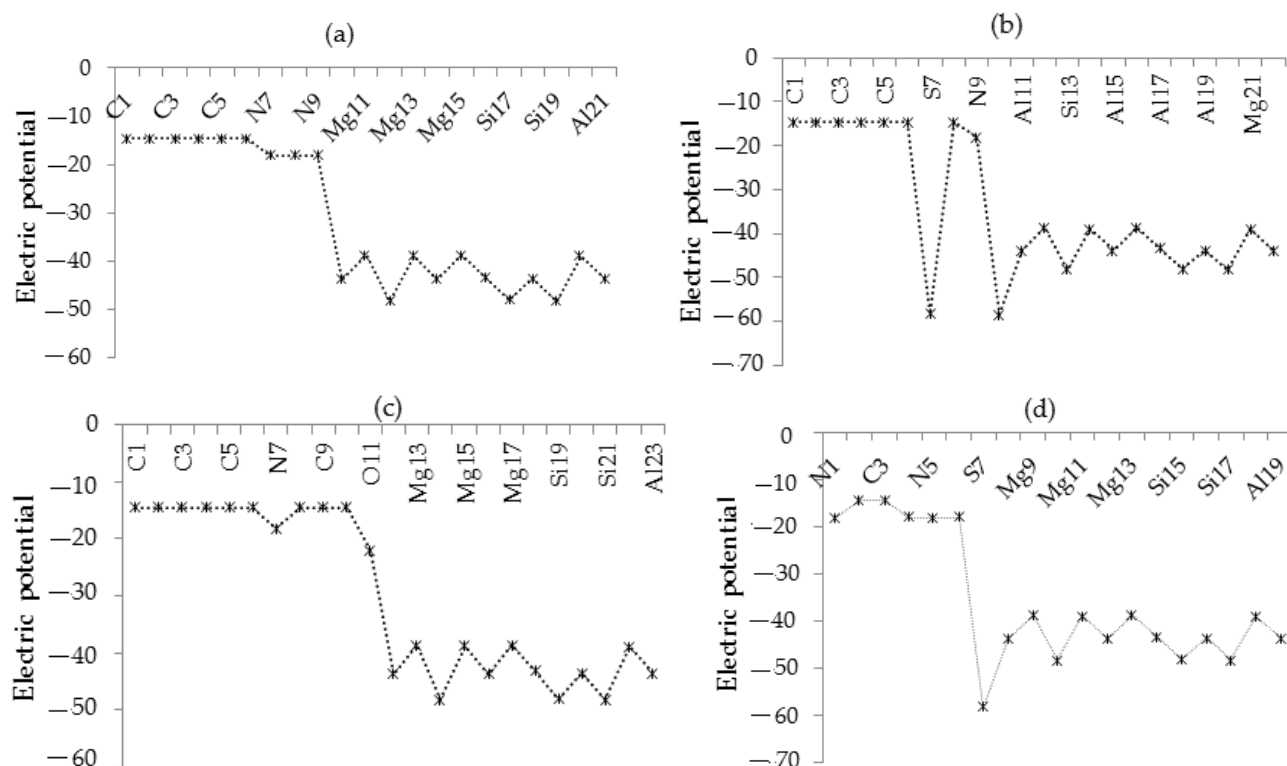 (a)
0
—10
—20
—30
—40
—50
—60
Electric potential
C1
C3
C5
N7
N9
Mg11
Mg13
Mg15
Si17
Si19
Al21
(b)
0
—10
—20
—30
—40
—50
—60
—70
Electric potential
C1
C3
C5
S7
N9
Al11
Si13
Al15
Al17
Al19
Mg21
(c)
0
—10
—20
—30
—40
—50
—60
Electric potential
C1
C3
C5
N7
C9
O11
Mg13
Mg15
Mg17
Si19
Si21
Al23
(d)
0
—10
—20
—30
—40
—50
—60
—70
Electric potential
N1
C3
N5
S7
Mg9
Mg11
Mg13
Si15
Si17
Al19